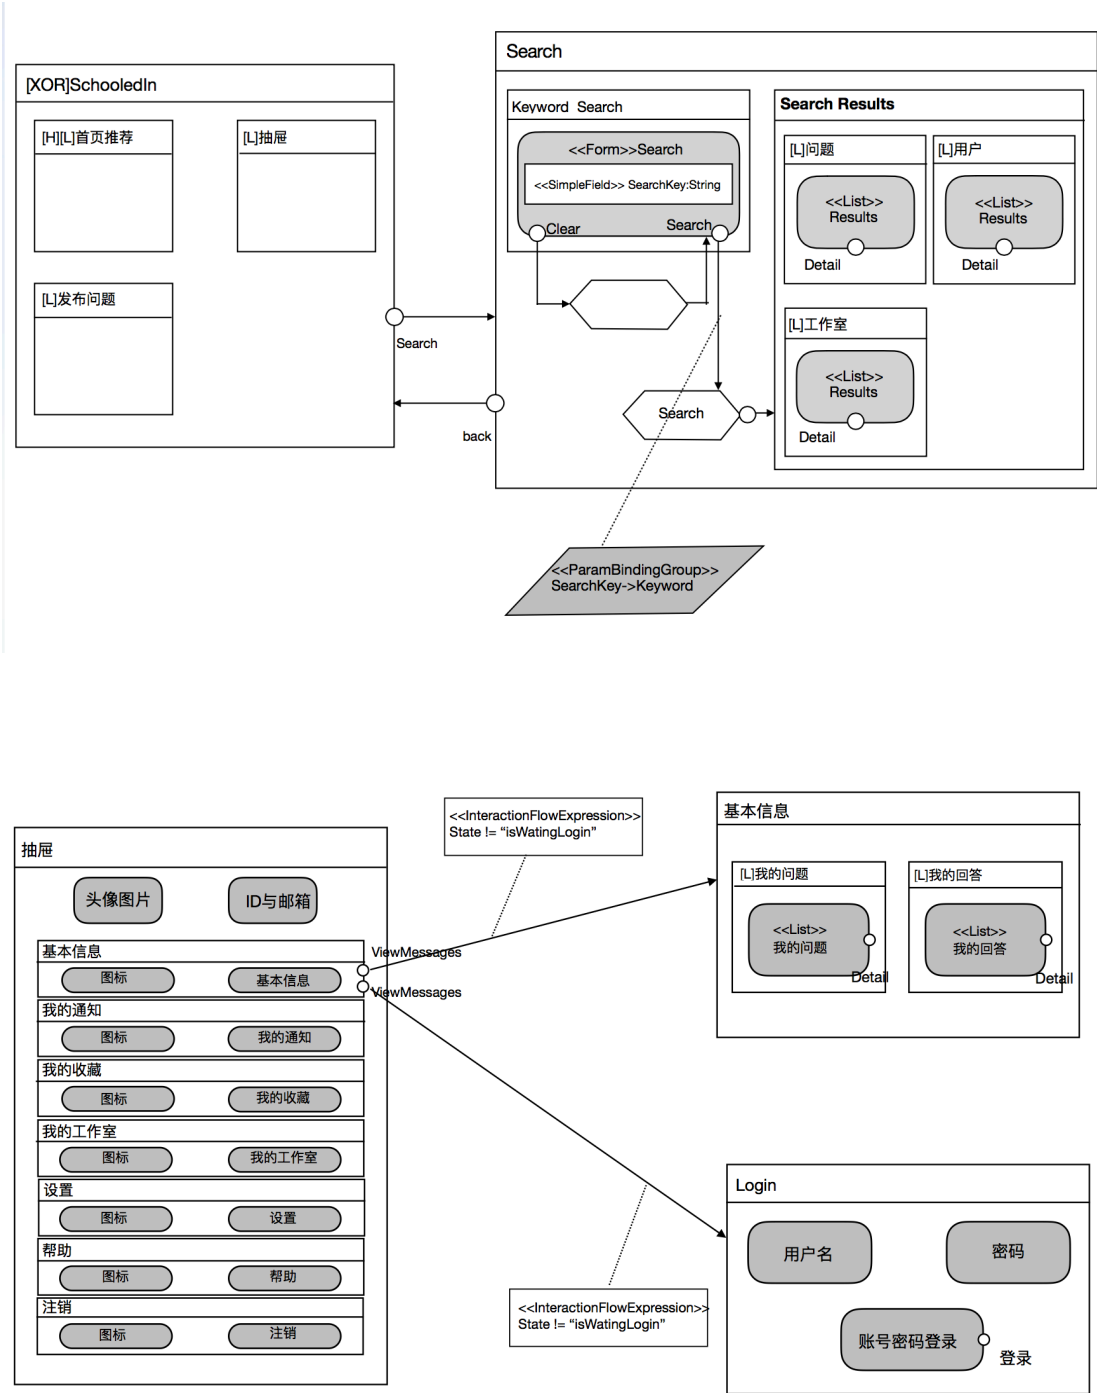 [XOR]SchooledIn
[H][L]首页推荐
[L]抽屉
[L]发布问题
Search
back
Search
Keyword Search
<<Form>>Search
<<SimpleField>> SearchKey:String
Clear
Search
Search
Search Results
[L]问题
<<List>>
Results
Detail
[L]用户
<<List>>
Results
Detail
[L]工作室
<<List>>
Results
Detail
<<ParamBindingGroup>>
SearchKey->Keyword
抽屉
头像图片
ID与邮箱
基本信息
图标
基本信息
ViewMessages
ViewMessages
我的通知
图标
我的通知
我的收藏
图标
我的收藏
我的工作室
图标
我的工作室
设置
图标
设置
帮助
图标
帮助
注销
图标
注销
<<InteractionFlowExpression>>
State != “isWatingLogin”
基本信息
[L]我的问题
<<List>>
我的问题
Detail
[L]我的回答
<<List>>
我的回答
Detail
<<InteractionFlowExpression>>
State != “isWatingLogin”
Login
用户名
密码
账号密码登录
登录